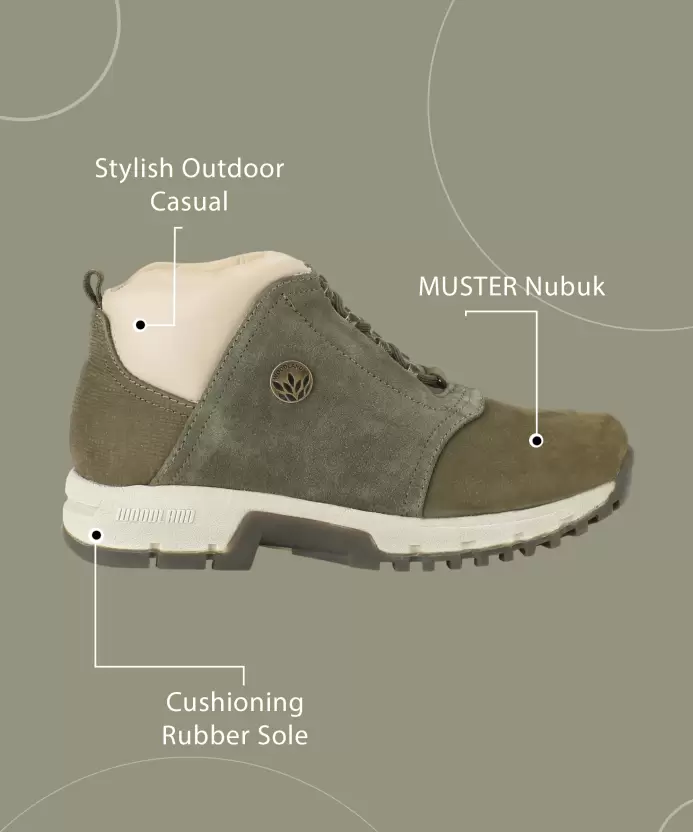 Stylish Outdoor
Casual
MUSTER Nubuk
WOODLAND
Cushioning
Rubber Sole